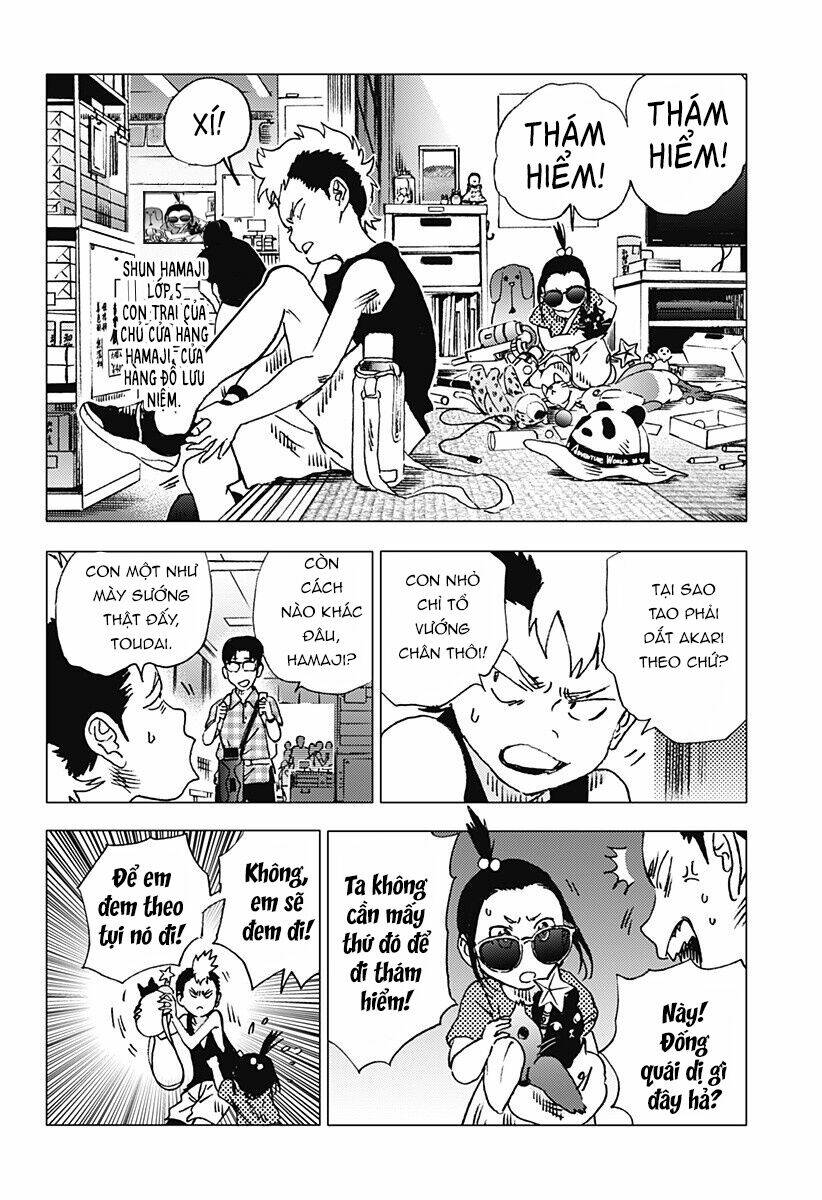 THÁM
HIỂM!
THÁM
HIỂM!
XÍ!
SHUN HAMAJI
LỚP 5
CON TRAI CỦA
CHỦ CỬA HÀNG
HAMAJI, CỬA
HÀNG ĐỒ LƯU
NIỆM.
ADVENTURE WORLD
TẠI SAO
TAO PHẢI
DẮT AKARI
THEO CHỨ?
CON NHỎ
CHỈ TỔ
VƯỚNG
CHÂN THÔI!
CÒN
CÁCH
NÀO KHÁC
ĐÂU,
HAMAJI?
CON MỘT NHƯ
MÀY SƯỚNG
THẬT ĐẤY,
TOUDAI.
Này!
Đống
quái dị gì
đây hả?
Ta không
cần mấy
thứ đó để
đi thám
hiểm!
Không,
em sẽ
đem đi!
Để em
đem theo
tụi nó đi!